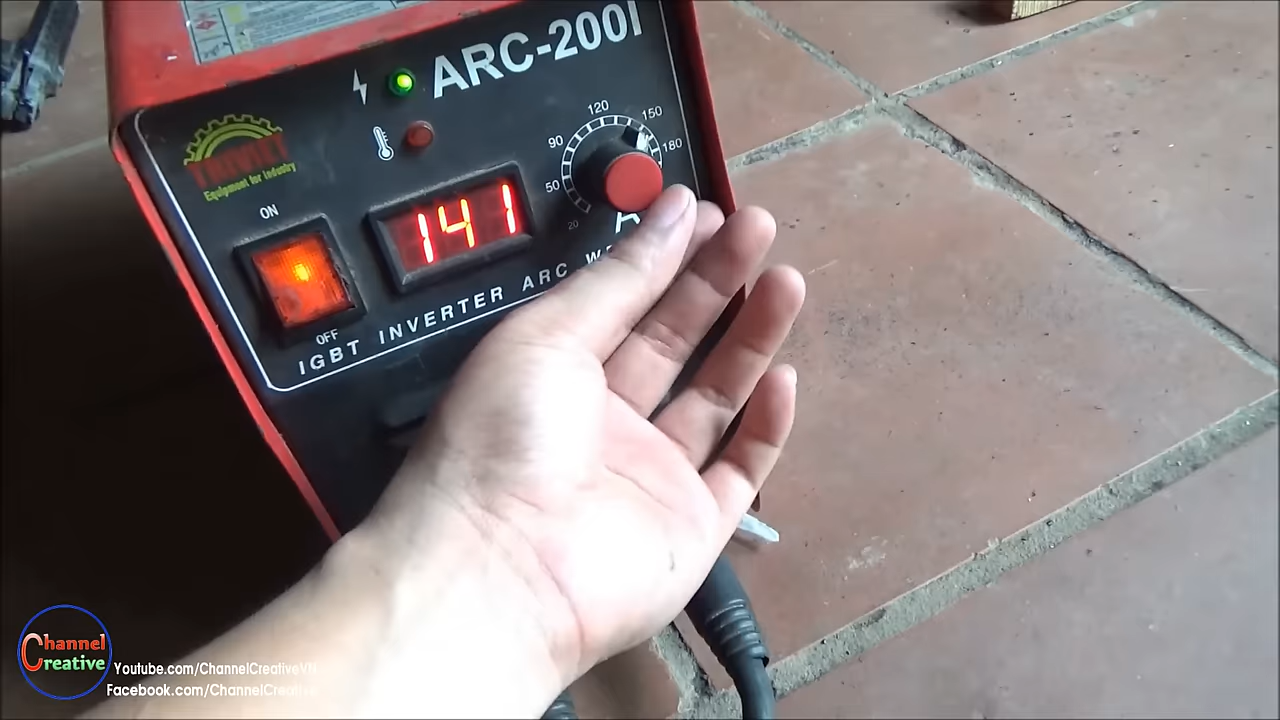 ARC-200I
120
150
90
180
50
20
Equipment for Industry
ON
141
A
OFF
IGBT INVERTER ARC
Channel
Creative
Youtube.com/ChannelCreativeVN
Facebook.com/ChannelCreative